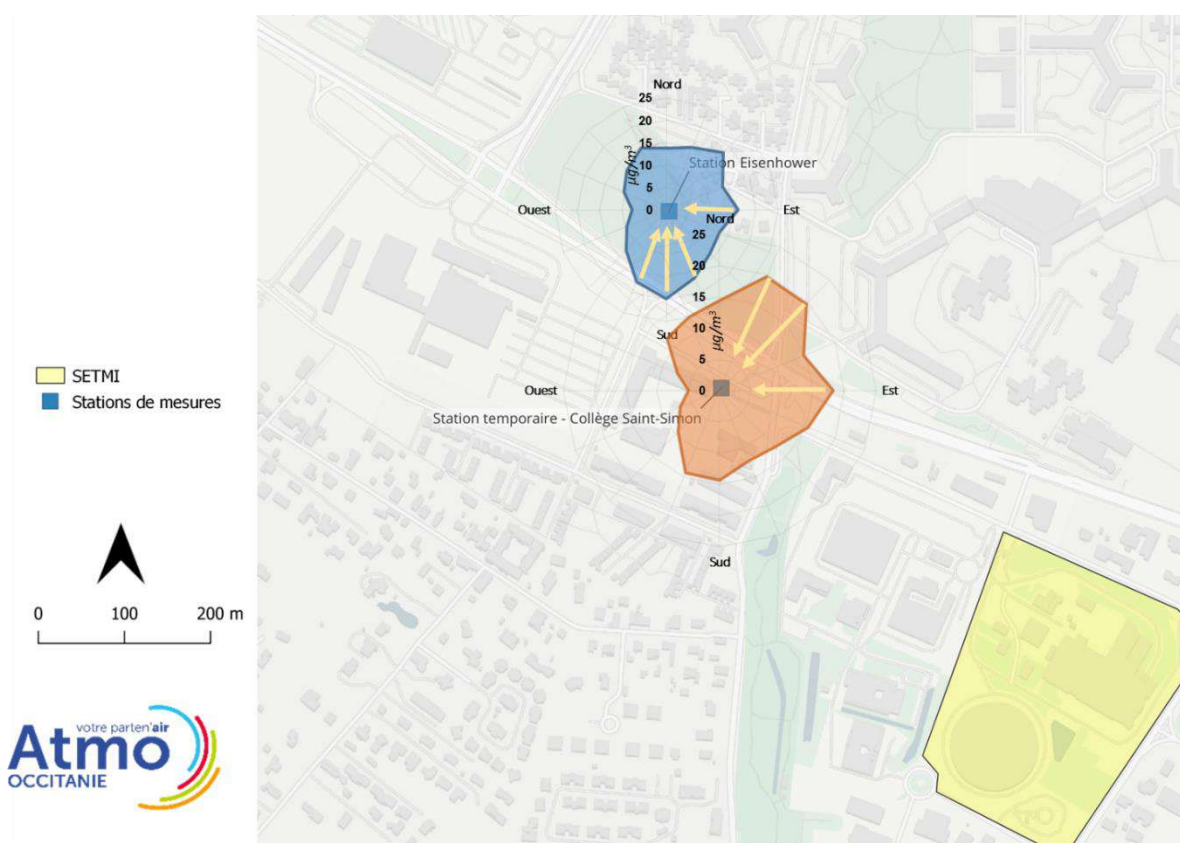 Nord
25
20
15
10
5
0
µg/m³
Station Eisenhower
Ouest
Est
Nord
25
20
15
10
5
0
µg/m³
Sud
Ouest
Est
Station temporaire - Collège Saint-Simon
Sud
SETMI
Stations de mesures
0 100 200 m
votre parten'air
Atmo
OCCITANIE